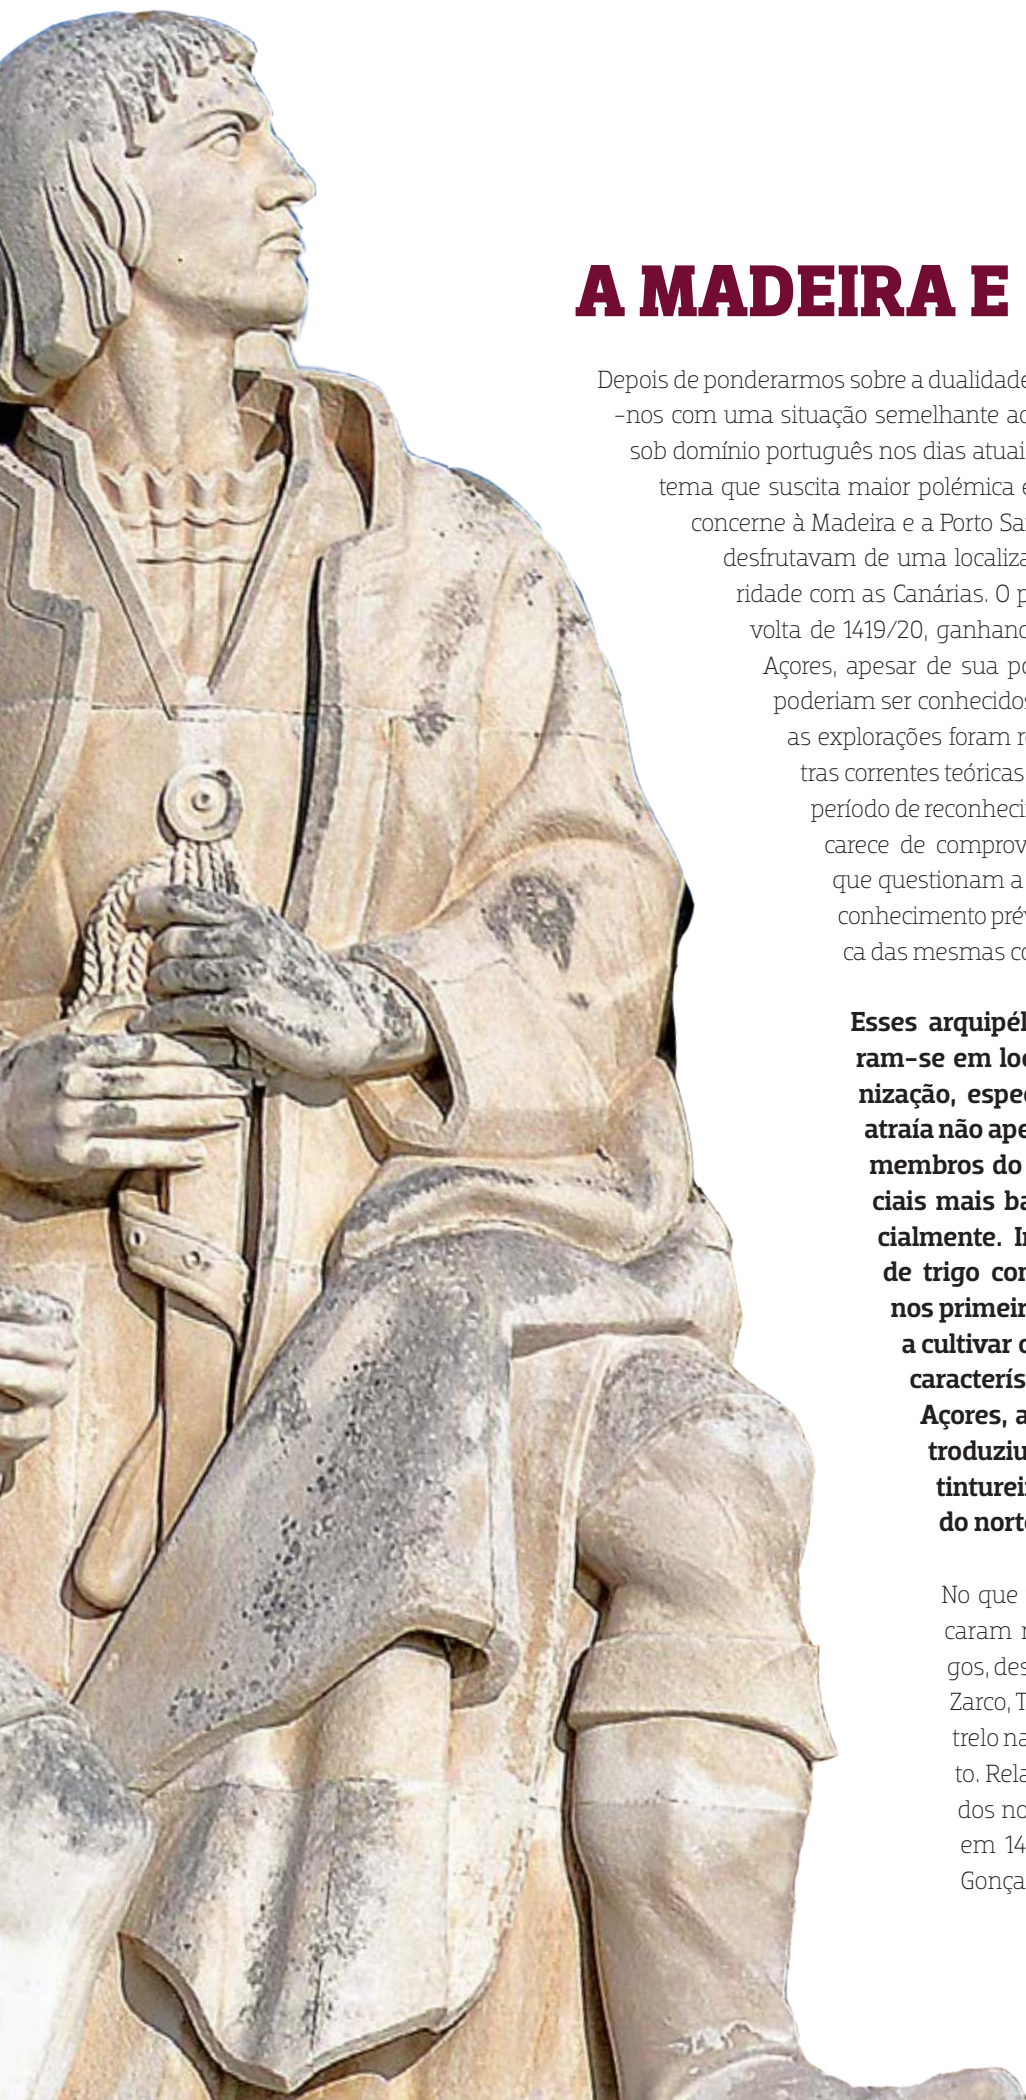 A MADEIRA E
Depois de ponderarmos sobre a dualidade
-nos com uma situação semelhante ao
sob domínio português nos dias atuai
tema que suscita maior polémica e
concerne à Madeira e a Porto Sa
desfrutavam de uma localiza
ridade com as Canárias. O p
volta de 1419/20, ganhand
Açores, apesar de sua po
poderiam ser conhecidos
as explorações foram r
tras correntes teóricas
período de reconheci
carece de comprov
que questionam a
conhecimento prév
ca das mesmas co
Esses arquipél
ram-se em loc
nização, espec
atraía não ape
membros do
ciais mais ba
cialmente. I
de trigo con
nos primeir
a cultivar c
caracterís
Açores, a
troduziu
tinturei
do norte
No que
caram
gos, des
Zarco, T
trelo na
to. Rela
dos no
em 14
Gonça